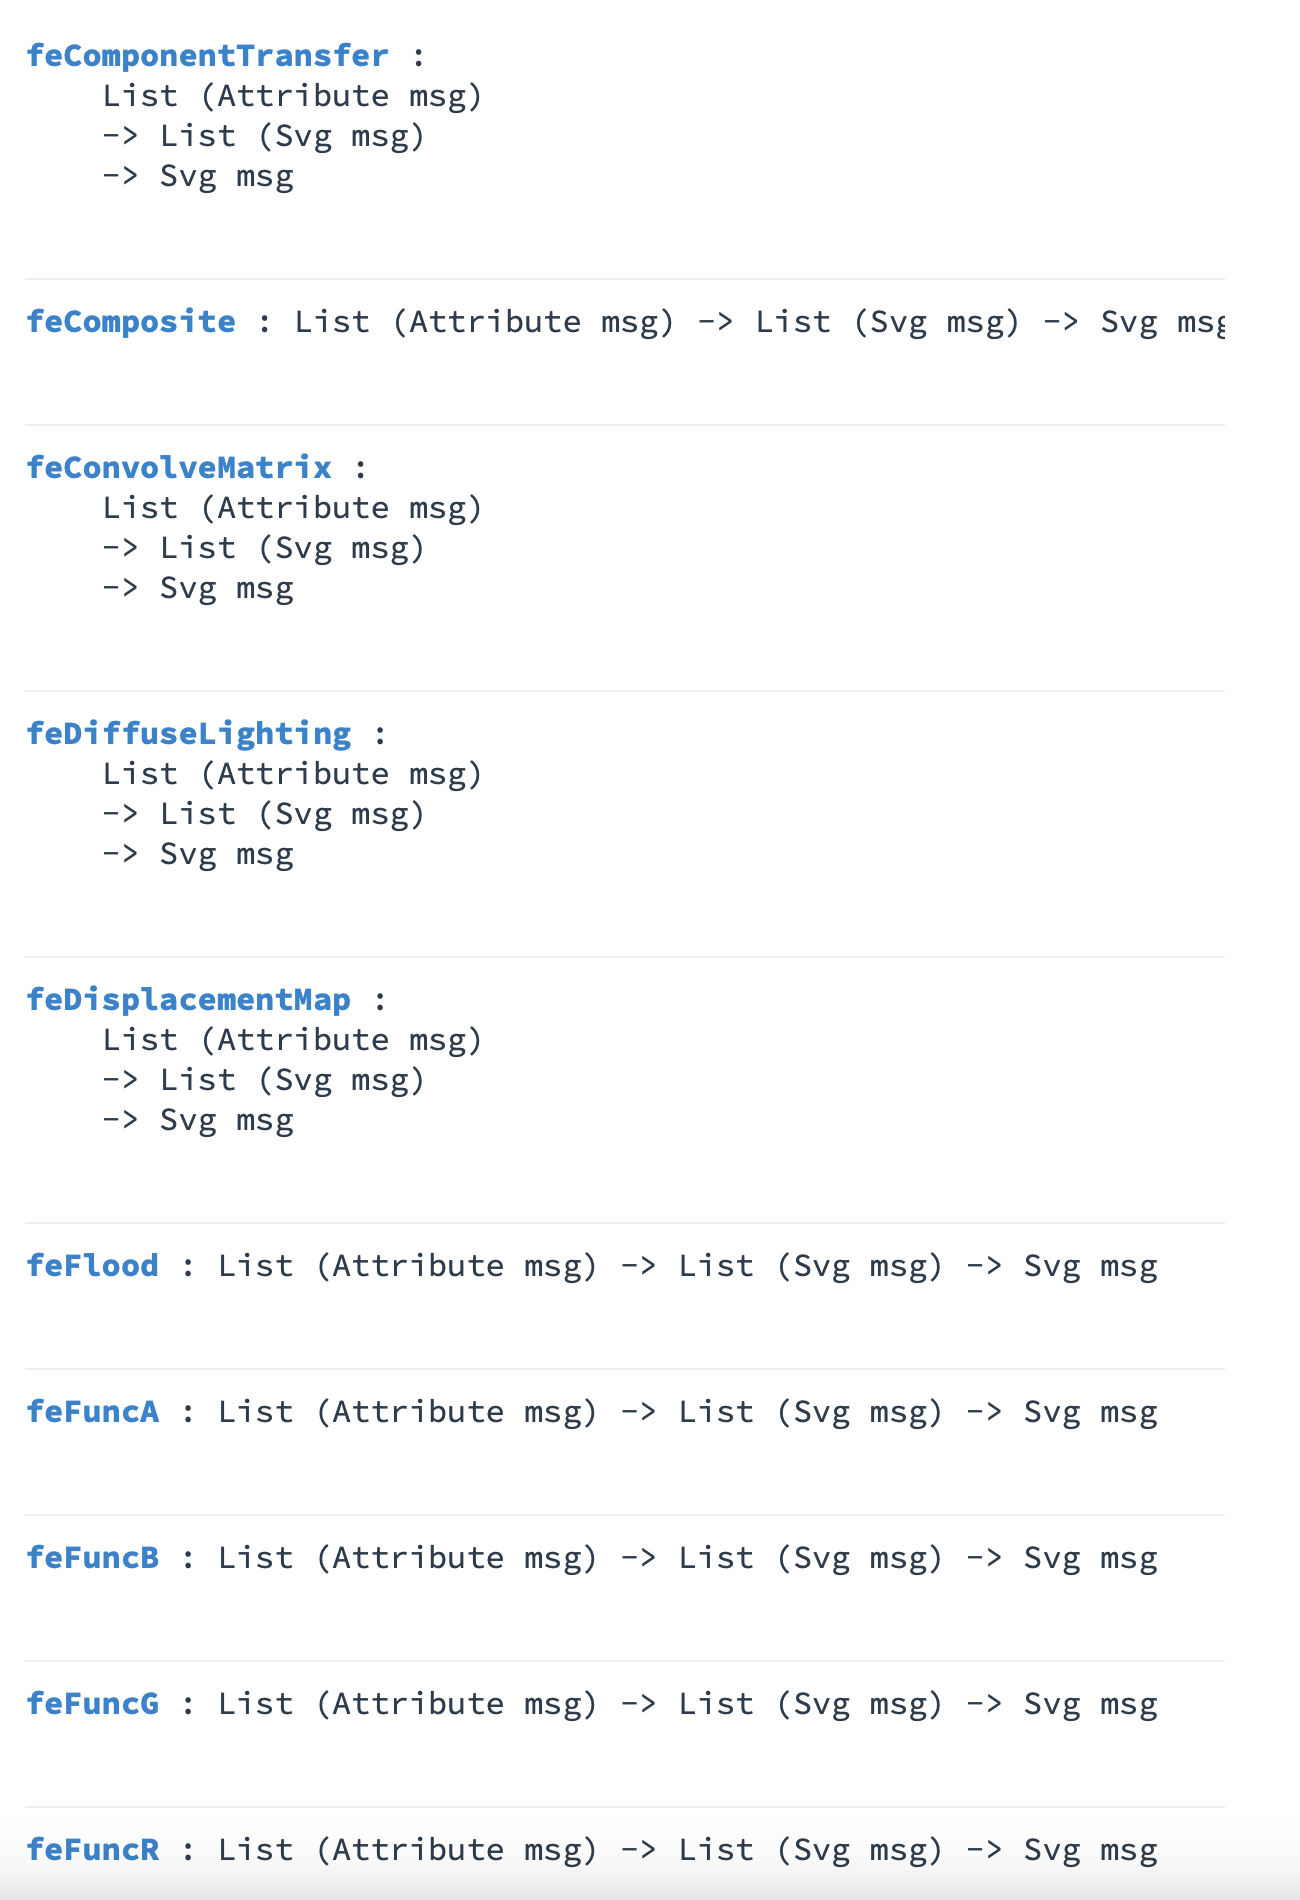 feComponentTransfer :
List (Attribute msg)
-> List (Svg msg)
-> Svg msg
feComposite : List (Attribute msg) -> List (Svg msg) -> Svg msg
feConvolveMatrix :
List (Attribute msg)
-> List (Svg msg)
-> Svg msg
feDiffuseLighting :
List (Attribute msg)
-> List (Svg msg)
-> Svg msg
feDisplacementMap :
List (Attribute msg)
-> List (Svg msg)
-> Svg msg
feFlood : List (Attribute msg) -> List (Svg msg) -> Svg msg
feFuncA : List (Attribute msg) -> List (Svg msg) -> Svg msg
feFuncB : List (Attribute msg) -> List (Svg msg) -> Svg msg
feFuncG : List (Attribute msg) -> List (Svg msg) -> Svg msg
feFuncR : List (Attribute msg) -> List (Svg msg) -> Svg msg